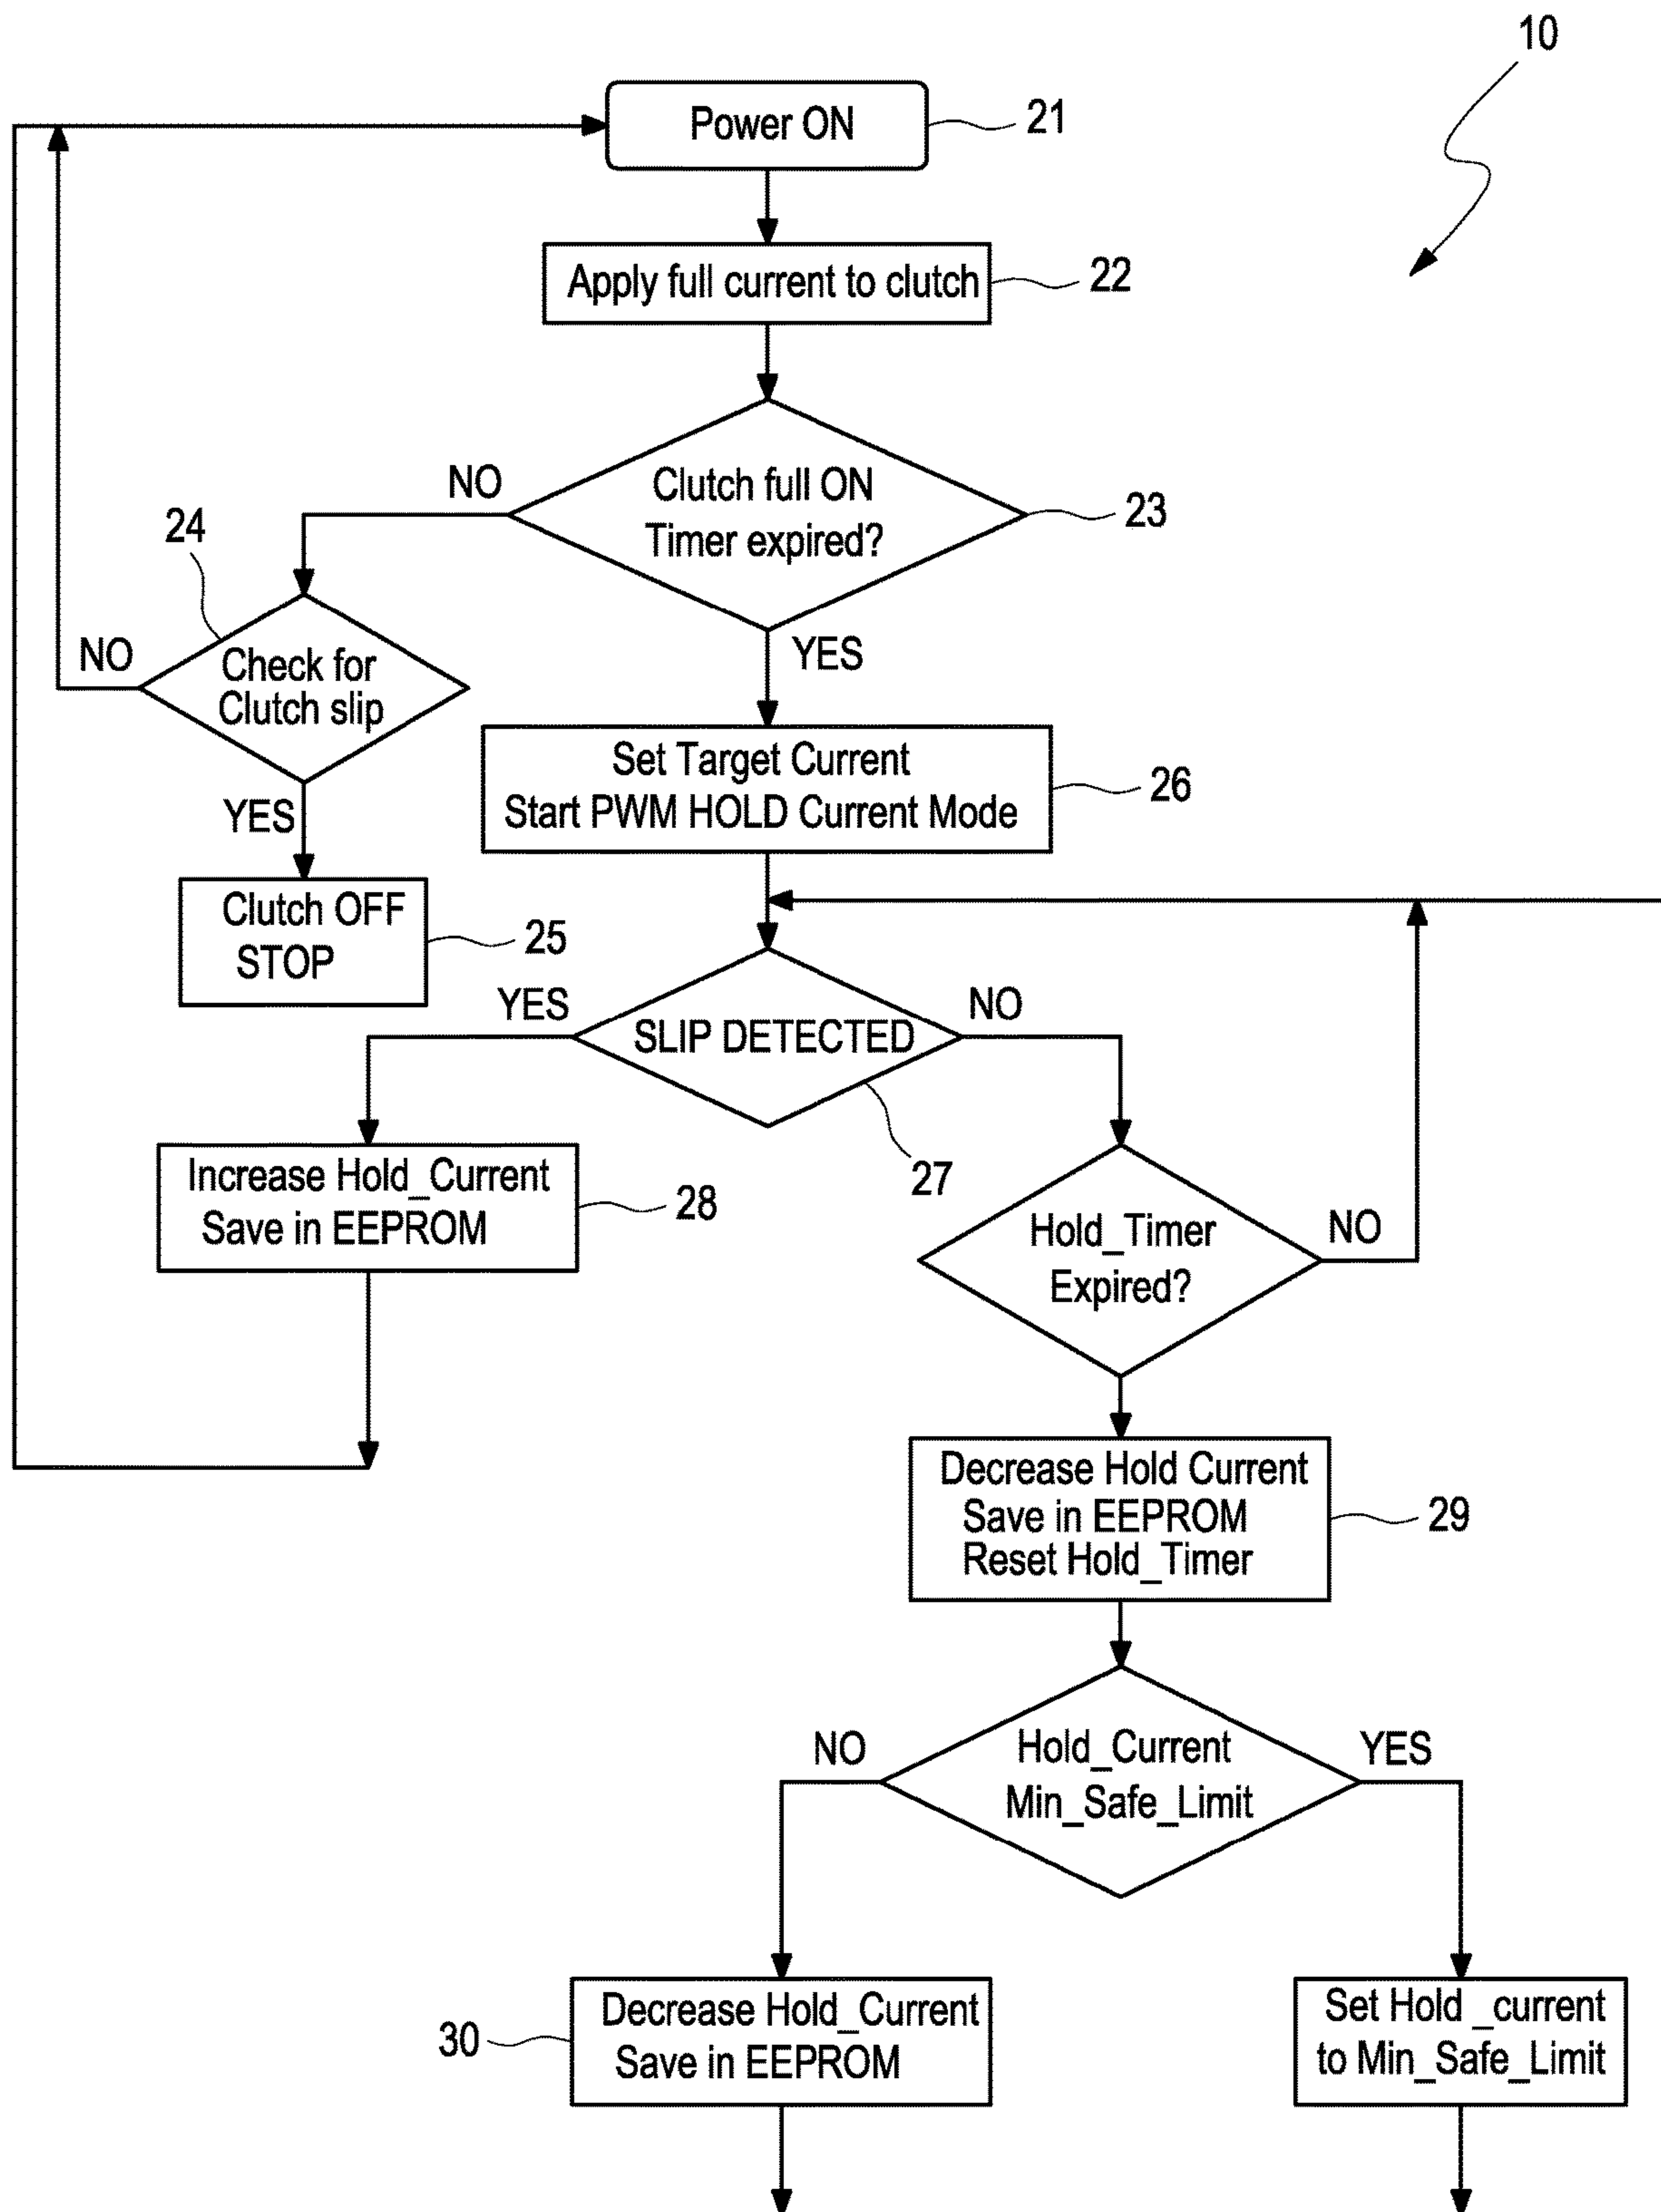 10
Power ON
21
Apply full current to clutch
22
NO
Clutch full ON
Timer expired?
23
24
YES
NO
Check for
Clutch slip
Set Target Current
Start PWM HOLD Current Mode
26
YES
Clutch OFF
STOP
25
YES
NO
SLIP DETECTED
27
Increase Hold_Current
Save in EEPROM
28
Hold_Timer
Expired?
NO
Decrease Hold Current
Save in EEPROM
Reset Hold_Timer
29
NO
Hold_Current
Min_Safe_Limit
YES
30
Decrease Hold_Current
Save in EEPROM
Set Hold _current
to Min_Safe_Limit